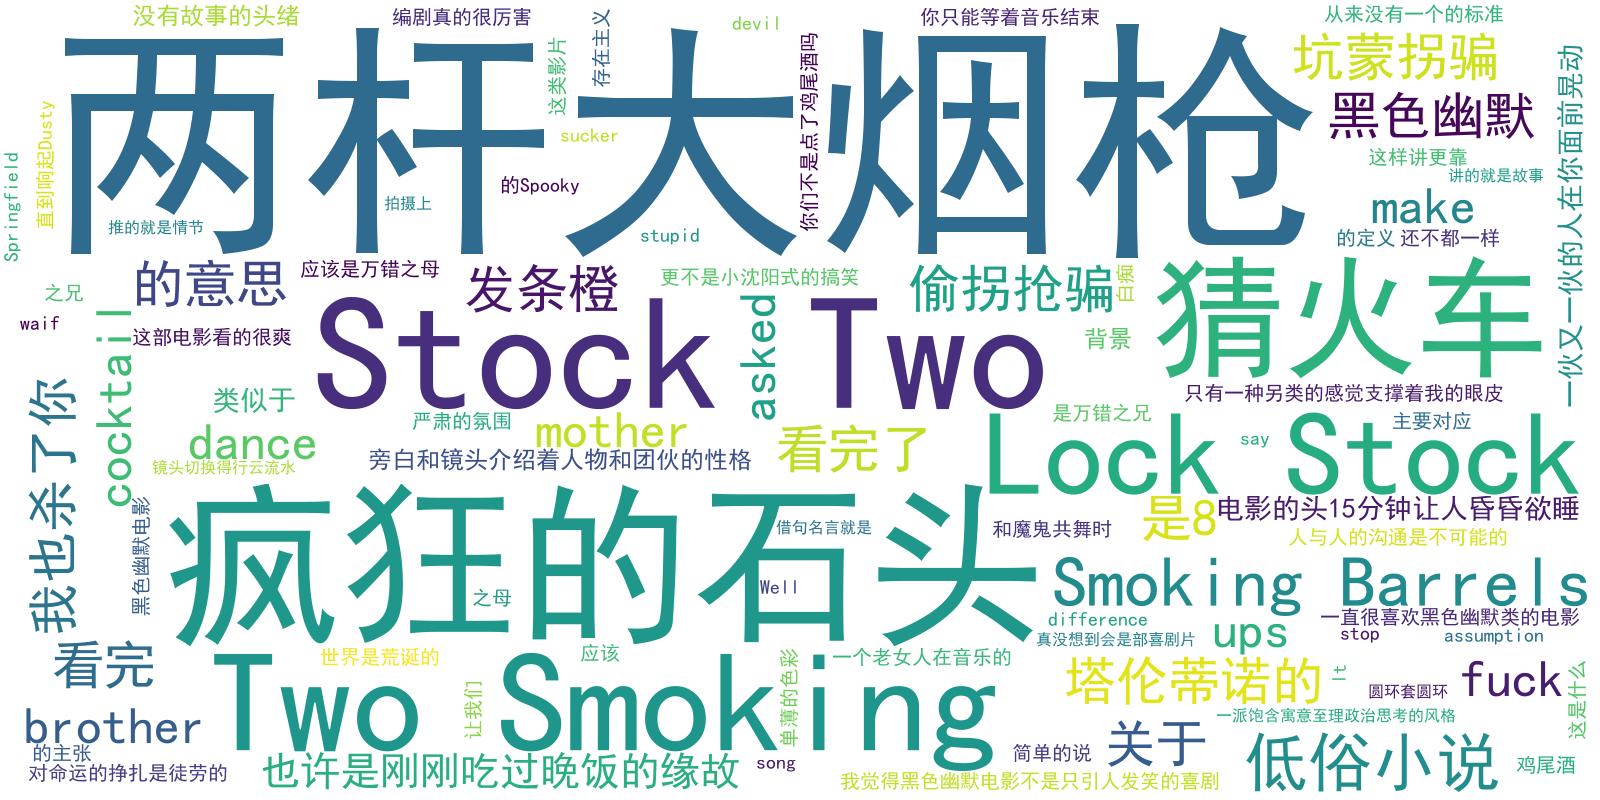 没有故事的头绪
编剧真的很厉害
devil
你只能等着音乐结束
从来没有一个的标准
两杆大烟枪
存在主义
这类影片
你们不是点了鸡尾酒吗
坑蒙拐骗
一伙又一伙的人在你面前晃动
黑色幽默
直到响起Dusty
sucker
Springfield
这样讲更靠
讲的就是故事
的Spooky
拍摄上
make
推的就是情节
stupid
的定义
还不都一样
的意思
应该是万错之母
发条橙
更不是小沈阳式的搞笑
偷拐抢骗
白痴
猜火车
之兄
waif
cocktail
这部电影看的很爽
Stock Two
asked
背景
类似于
只有一种另类的感觉支撑着我的眼皮
我也杀了你
严肃的氛围
mother
是万错之兄
主要对应
dance
看完了
Lock Stock
say
镜头切换得行云流水
旁白和镜头介绍着人物和团伙的性格
疯狂的石头
黑色幽默电影
借句名言就是
和魔鬼共舞时
是8
电影的头15分钟让人昏昏欲睡
人与人的沟通是不可能的
Smoking Barrels
Well
之母
difference
一直很喜欢黑色幽默类的电影
真没想到会是部喜剧片
ups
stop
assumption
看完
世界是荒诞的
应该
一个老女人在音乐的
Two Smoking
让我们
单薄的色彩
塔伦蒂诺的
圆环套圆环
fuck
这是什么
brother
一派饱含寓意至理政治思考的风格
的主张
关于
简单的说
低俗小说
对命运的挣扎是徒劳的
也许是刚刚吃过晚饭的缘故
song
我觉得黑色幽默电影不是只引人发笑的喜剧
鸡尾酒